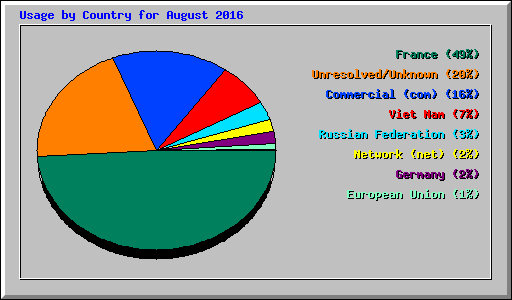 Usage by Country for August 2016
France (49%)
Unresolved/Unknown (20%)
Commercial (com) (16%)
Viet Nam (7%)
Russian Federation (3%)
Network (net) (2%)
Germany (2%)
European Union (1%)